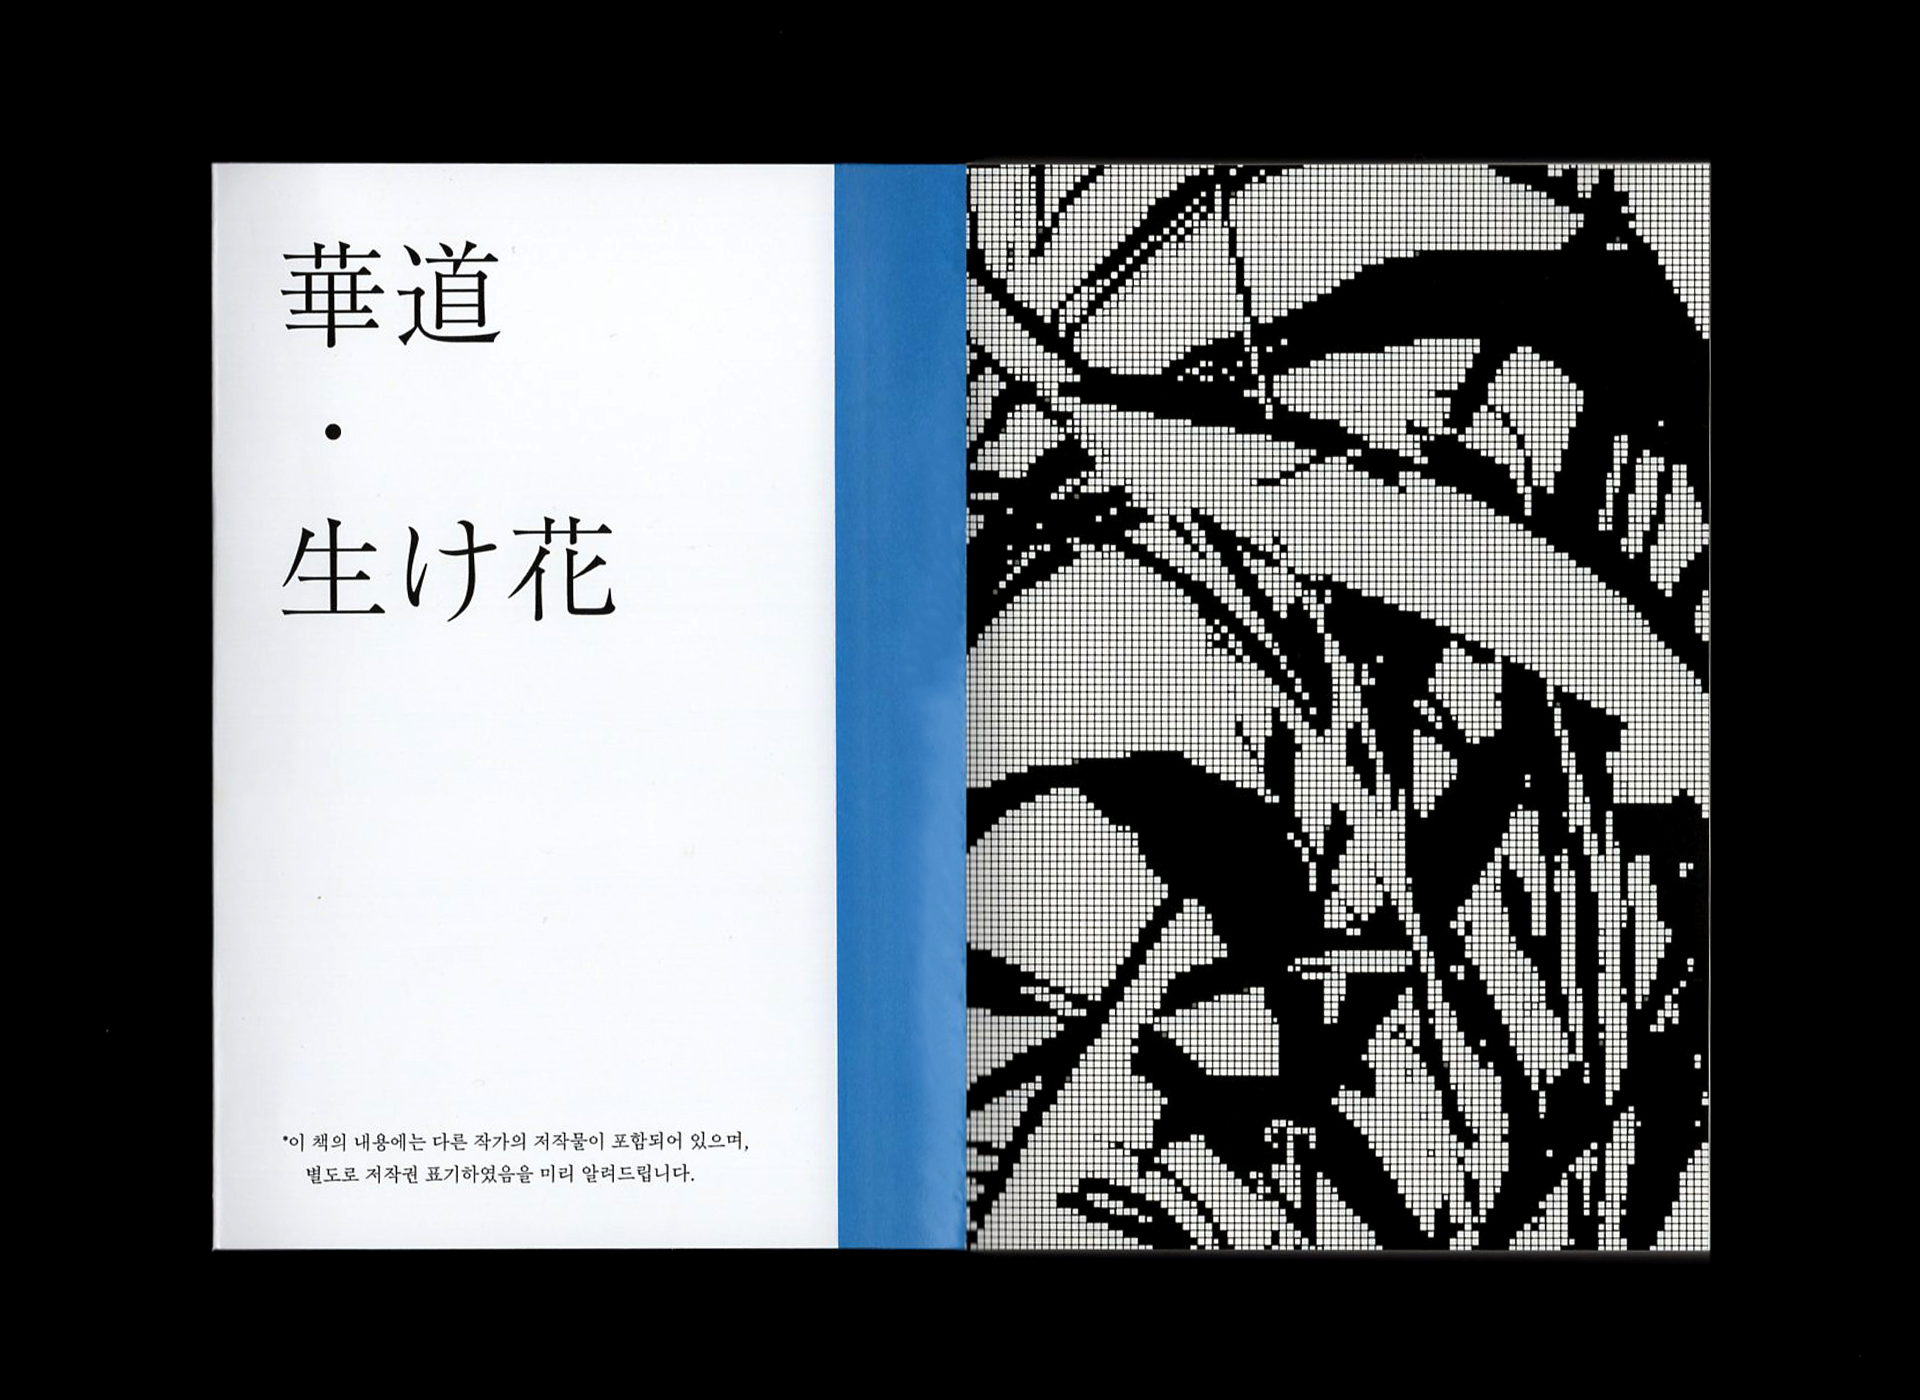 華道
・
生け花
*이 책의 내용에는 다른 작가의 저작물이 포함되어 있으며,
별도로 저작권 표기하였음을 미리 알려드립니다.